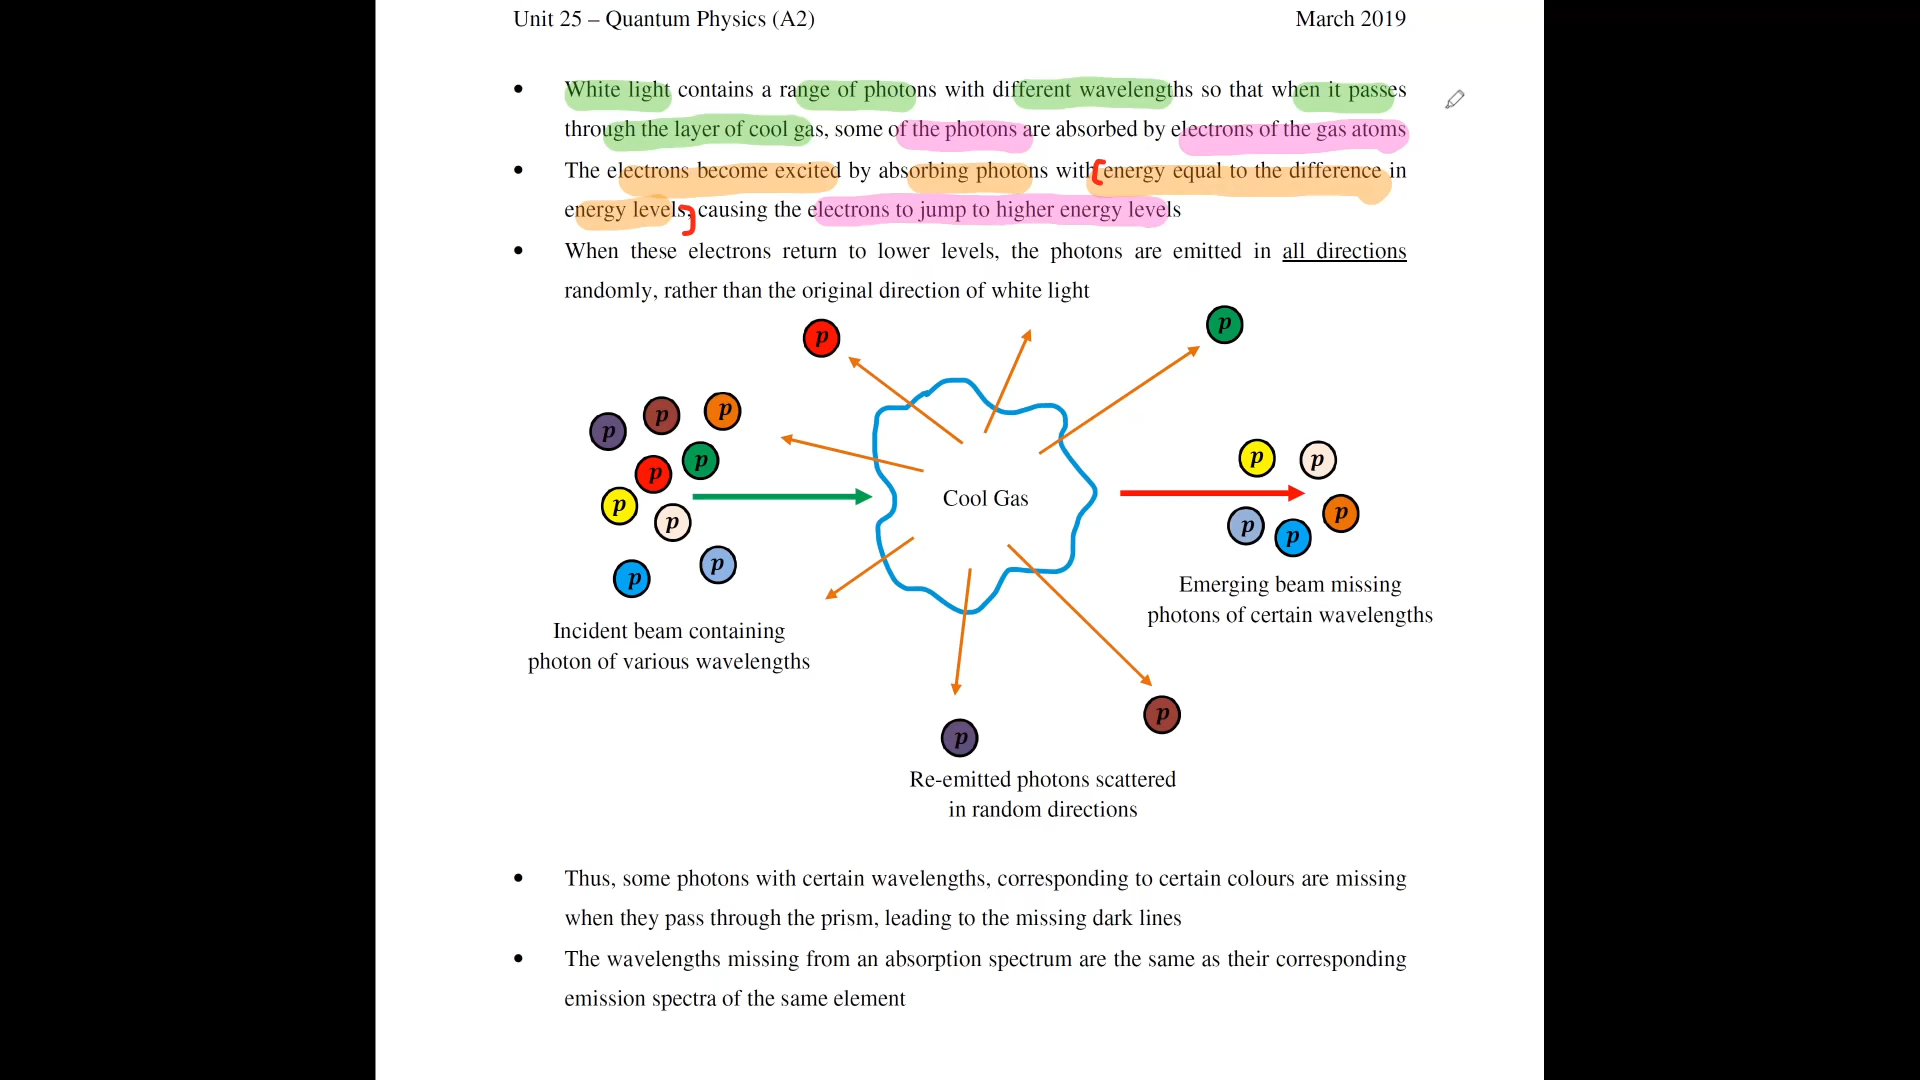 Unit 25 – Quantum Physics (A2) March 2019
• White light contains a range of photons with different wavelengths so that when it passes
through the layer of cool gas, some of the photons are absorbed by electrons of the gas atoms
• The electrons become excited by absorbing photons with energy equal to the difference in
energy levels, causing the electrons to jump to higher energy levels
• When these electrons return to lower levels, the photons are emitted in all directions
randomly, rather than the original direction of white light
p
p
p
p
p
p
p
p
p
p
p
Cool Gas
p
p
p
p
p
Emerging beam missing
photons of certain wavelengths
Incident beam containing
photon of various wavelengths
p
p
Re-emitted photons scattered
in random directions
• Thus, some photons with certain wavelengths, corresponding to certain colours are missing
when they pass through the prism, leading to the missing dark lines
• The wavelengths missing from an absorption spectrum are the same as their corresponding
emission spectra of the same element